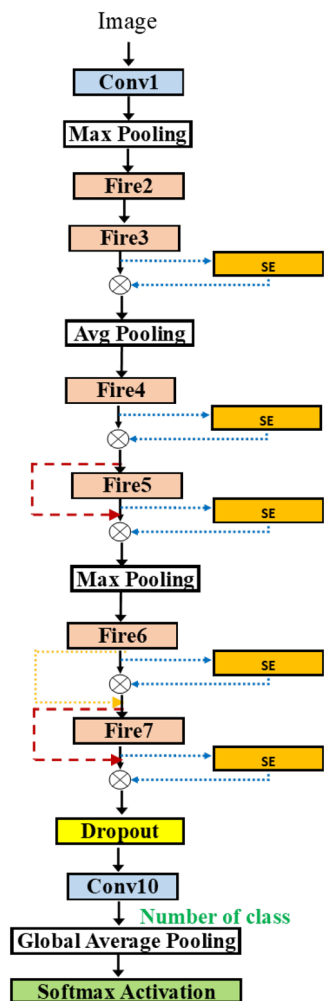 Image
Conv1
Max Pooling
Fire2
Fire3
SE
Avg Pooling
Fire4
SE
Fire5
SE
Max Pooling
Fire6
SE
Fire7
SE
Dropout
Conv10
Number of class
Global Average Pooling
Softmax Activation